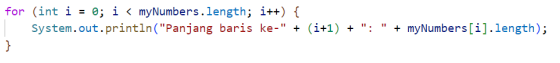 for (int i = 0; i < myNumbers.length; i++) {
    System.out.println("Panjang baris ke-" + (i+1) + ": " + myNumbers[i].length);
}